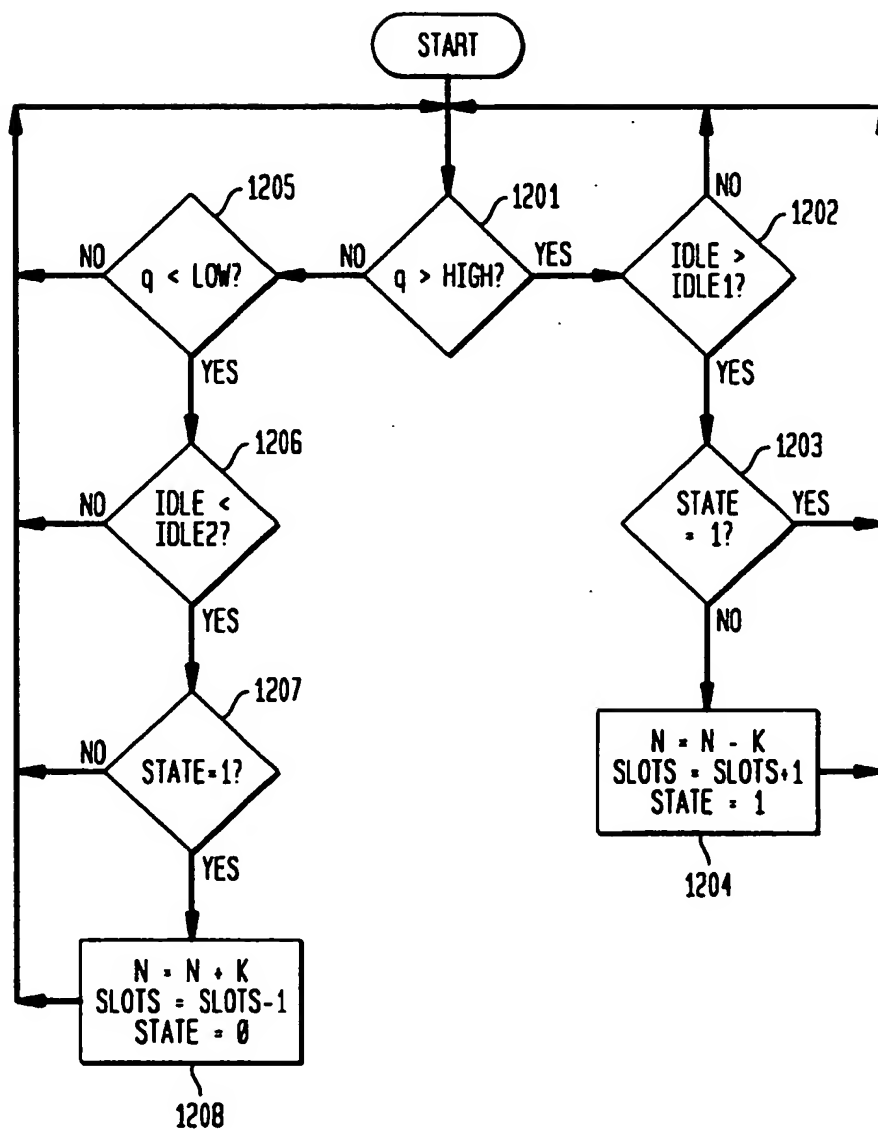 START
1205
1201
1202
NO
NO
q < LOW?
NO
q > HIGH?
YES
IDLE >
IDLE1?
YES
YES
1206
1203
NO
IDLE <
IDLE2?
STATE
= 1?
YES
YES
NO
1207
NO
STATE=1?
N = N - K
SLOTS = SLOTS+1
STATE = 1
YES
1204
N = N + K
SLOTS = SLOTS-1
STATE = 0
1208